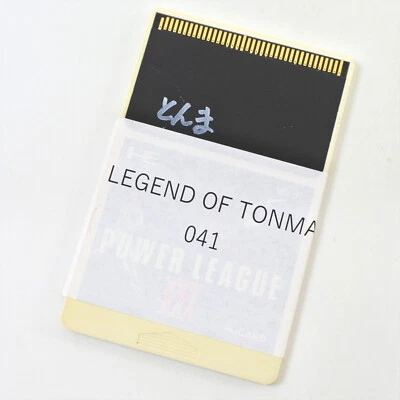 とんま
LEGEND OF TONMA
041
POWER LEAGUE